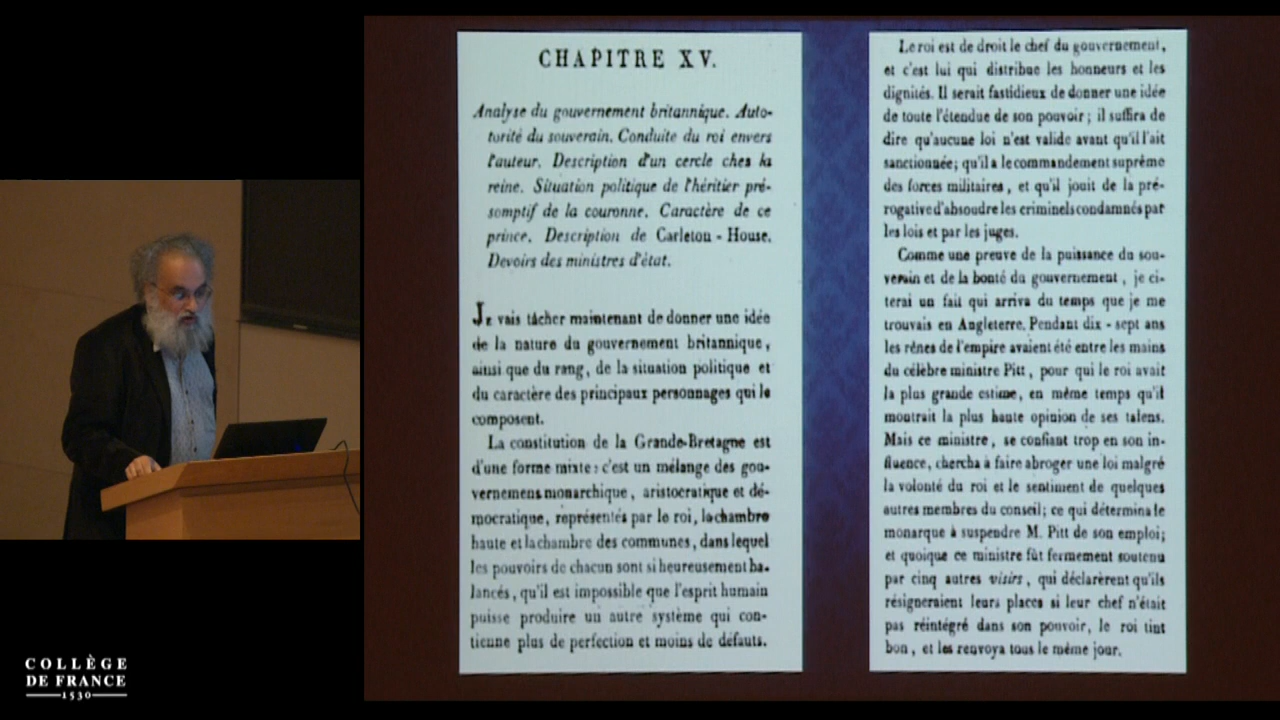 CHAPITRE XV.
Analyse du gouvernement britannique. Auto-
torité du souverain. Conduite du roi envers
l'auteur. Description d'un cercle chez la
reine. Situation politique de l'héritier pré-
somptif de la couronne. Caractère de ce
prince. Description de Carleton-House.
Devoirs des ministres d'état.
Je vais tâcher maintenant de donner une idée
de la nature du gouvernement britannique,
ainsi que du rang, de la situation politique et
du caractère des principaux personnages qui le
composent.
La constitution de la Grande-Bretagne est
d'une forme mixte : c'est un mélange des gou-
vernemens monarchique, aristocratique et dé-
mocratique, représentés par le roi, la chambre
haute et la chambre des communes, dans lequel
les pouvoirs de chacun sont si heureusement ba-
lancés, qu'il est impossible que l'esprit humain
puisse produire un autre système qui con-
tienne plus de perfection et moins de défauts.
Le roi est de droit le chef du gouvernement,
et c'est lui qui distribue les honneurs et les
dignités. Il serait fastidieux de donner une idée
de toute l'étendue de son pouvoir ; il suffira de
dire qu'aucune loi n'est valide avant qu'il l'ait
sanctionnée ; qu'il a le commandement suprême
des forces militaires, et qu'il jouit de la pré-
rogative d'absoudre les criminels condamnés par
les lois et par les juges.
Comme une preuve de la puissance du sou-
verain et de la bonté du gouvernement, je ci-
terai un fait qui arriva du temps que je me
trouvais en Angleterre. Pendant dix-sept ans
les rênes de l'empire avaient été entre les mains
du célèbre ministre Pitt, pour qui le roi avait
la plus grande estime, en même temps qu'il
montrait la plus haute opinion de ses talens.
Mais ce ministre, se confiant trop en son in-
fluence, chercha à faire abroger une loi malgré
la volonté du roi et le sentiment de quelques
autres membres du conseil ; ce qui détermina le
monarque à suspendre M. Pitt de son emploi ;
et quoique ce ministre fût fermement soutenu
par cinq autres visirs, qui déclarèrent qu'ils
résigneraient leurs places si leur chef n'était
pas réintégré dans son pouvoir, le roi tint
bon, et les renvoya tous le même jour.
COLLÈGE
DE FRANCE
1530